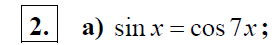 2. a) sin x = cos 7x;